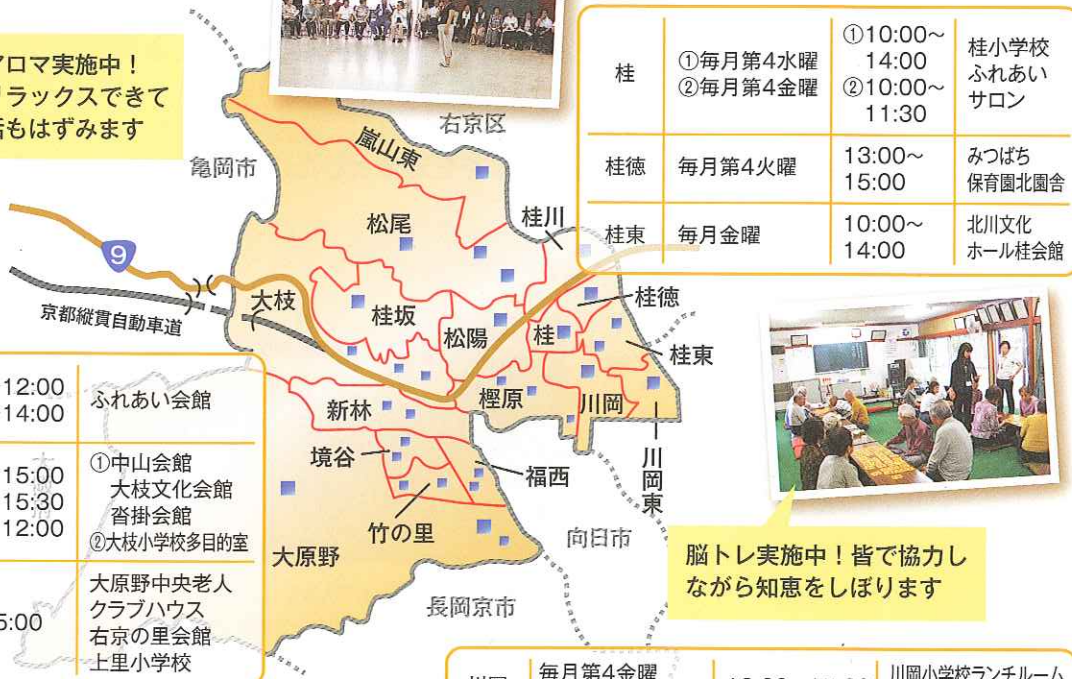 アロマ実施中！
リラックスできて
話もはずみます
桂
①毎月第4水曜
②毎月第4金曜
①10:00～
14:00
②10:00～
11:30
桂小学校
ふれあい
サロン
桂徳
毎月第4火曜
13:00～
15:00
みつばち
保育園北園舎
桂東
毎月金曜
10:00～
14:00
北川文化
ホール桂会館
右京区
亀岡市
嵐山東
松尾
桂川
9
京都縦貫自動車道
大枝
桂坂
松陽
桂徳
桂
桂東
新林
樫原
川岡
川岡東
境谷
福西
竹の里
大原野
向日市
長岡京市
12:00
14:00
ふれあい会館
15:00
15:30
12:00
①中山会館
大枝文化会館
沓掛会館
②大枝小学校多目的室
5:00
大原野中央老人
クラブハウス
右京の里会館
上里小学校
脳トレ実施中！皆で協力し
ながら知恵をしぼります
毎月第4金曜
川岡小学校ランチルーム